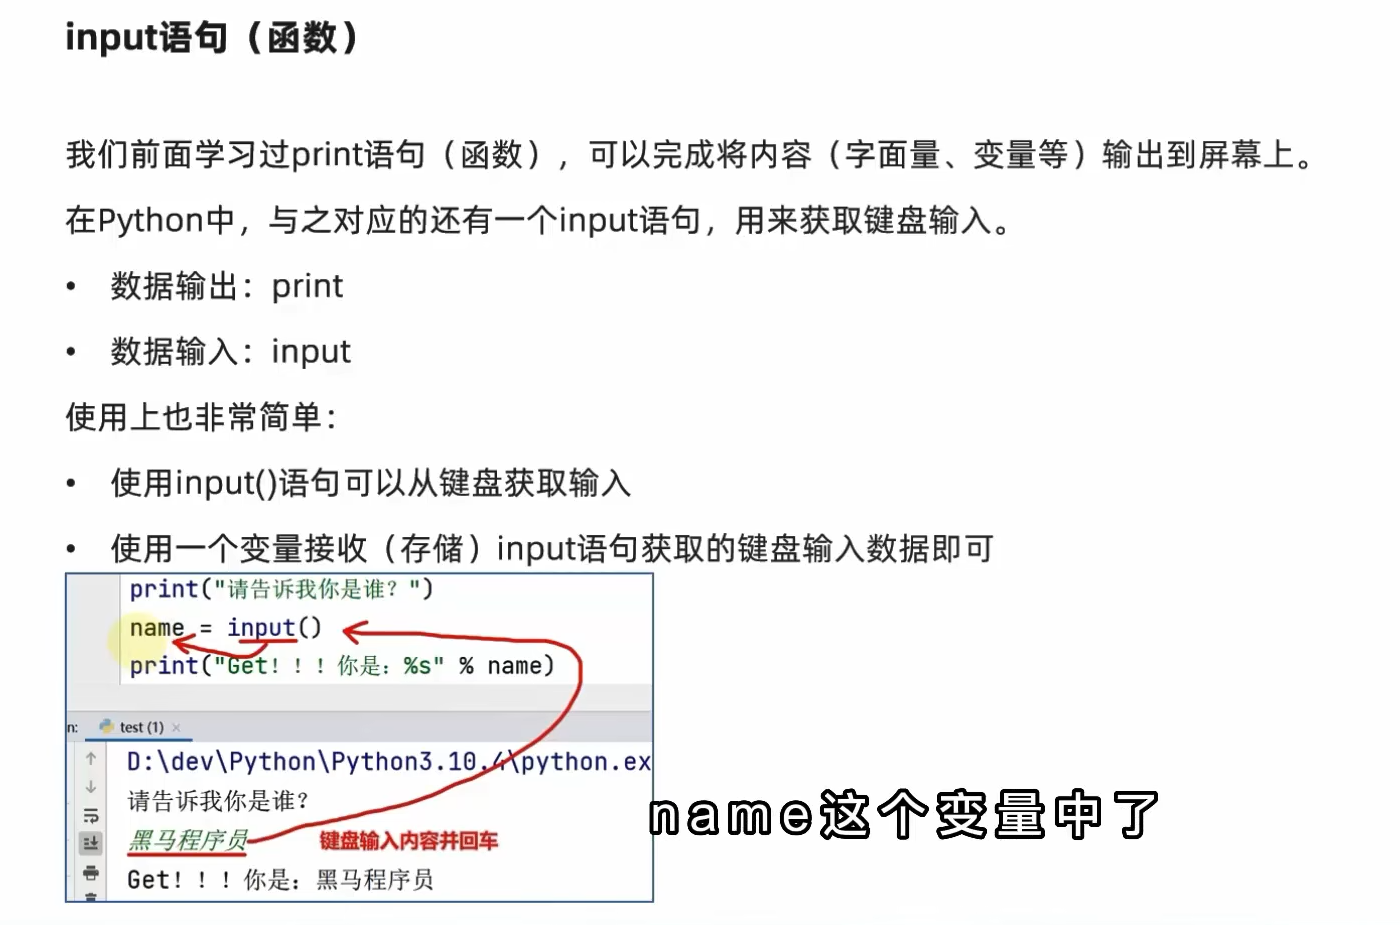 input语句（函数）
我们前面学习过print语句（函数），可以完成将内容（字面量、变量等）输出到屏幕上。
在Python中，与之对应的还有一个input语句，用来获取键盘输入。
• 数据输出：print
• 数据输入：input
使用上也非常简单：
• 使用input()语句可以从键盘获取输入
• 使用一个变量接收（存储）input语句获取的键盘输入数据即可
print("请告诉我你是谁？")
name = input()
print("Get！！！你是：%s" % name)
n: test (1) ×
D:\dev\Python\Python3.10.4\python.ex
请告诉我你是谁？
黑马程序员 键盘输入内容并回车
Get！！！你是：黑马程序员
name这个变量中了